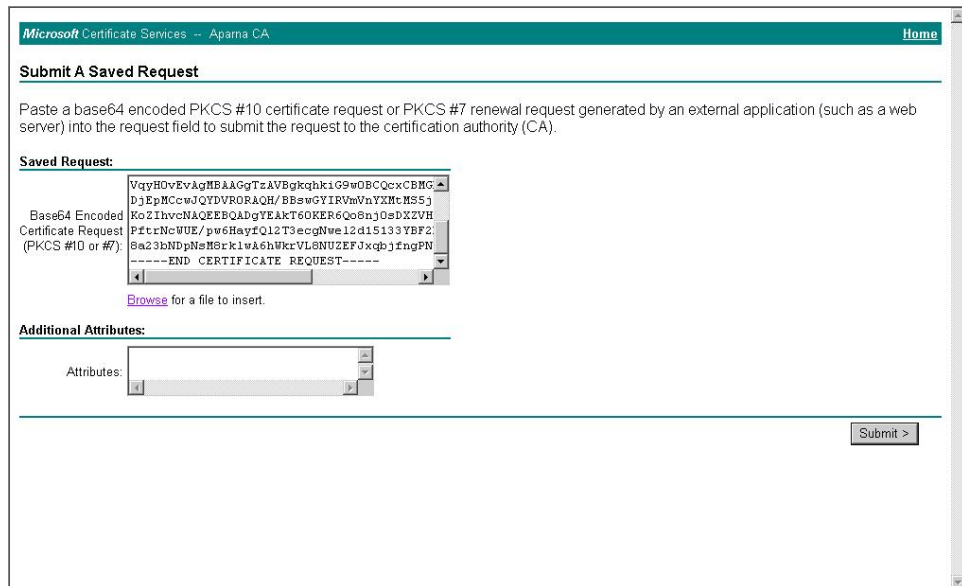 Microsoft Certificate Services -- Aparna CA
Home
Submit A Saved Request
Paste a base64 encoded PKCS #10 certificate request or PKCS #7 renewal request generated by an external application (such as a web
server) into the request field to submit the request to the certification authority (CA).
Saved Request:
Base64 Encoded
Certificate Request
(PKCS #10 or #7):
VqyHOvEvAgMBAAGgTzAVBgkqhkiG9w0BCQcxCBMG
DjEpMCcwJQYDVR0RAQH/BBswGYIRVmVnYXMtMS5j
KoZIhvcNAQEEBQADgYEAkT60KER6Qo8nj0sDXZVH
PftrNcWUE/pw6HayfQl2T3ecgNwel2d15133YBF2
8a23bNDpNsM8rklwA6hWkrVL8NUZEFJxqbjfngPN
-----END CERTIFICATE REQUEST-----
Browse for a file to insert.
Additional Attributes:
Attributes:
Submit >